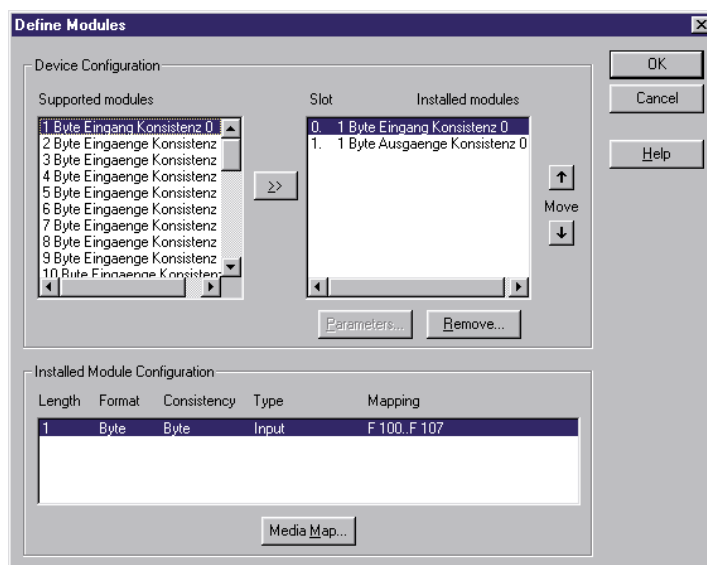 Define Modules
Device Configuration
OK
Cancel
Help
Supported modules
1 Byte Eingang Konsistenz 0
2 Byte Eingaenge Konsistenz
3 Byte Eingaenge Konsistenz
4 Byte Eingaenge Konsistenz
5 Byte Eingaenge Konsistenz
6 Byte Eingaenge Konsistenz
7 Byte Eingaenge Konsistenz
8 Byte Eingaenge Konsistenz
9 Byte Eingaenge Konsistenz
10 Byte Eingaenge Konsisten
>>
Slot Installed modules
0. 1 Byte Eingang Konsistenz 0
1. 1 Byte Ausgaenge Konsistenz 0
Move
Parameters... Remove...
Installed Module Configuration
Length Format Consistency Type Mapping
1 Byte Byte Input F 100..F 107
Media Map...